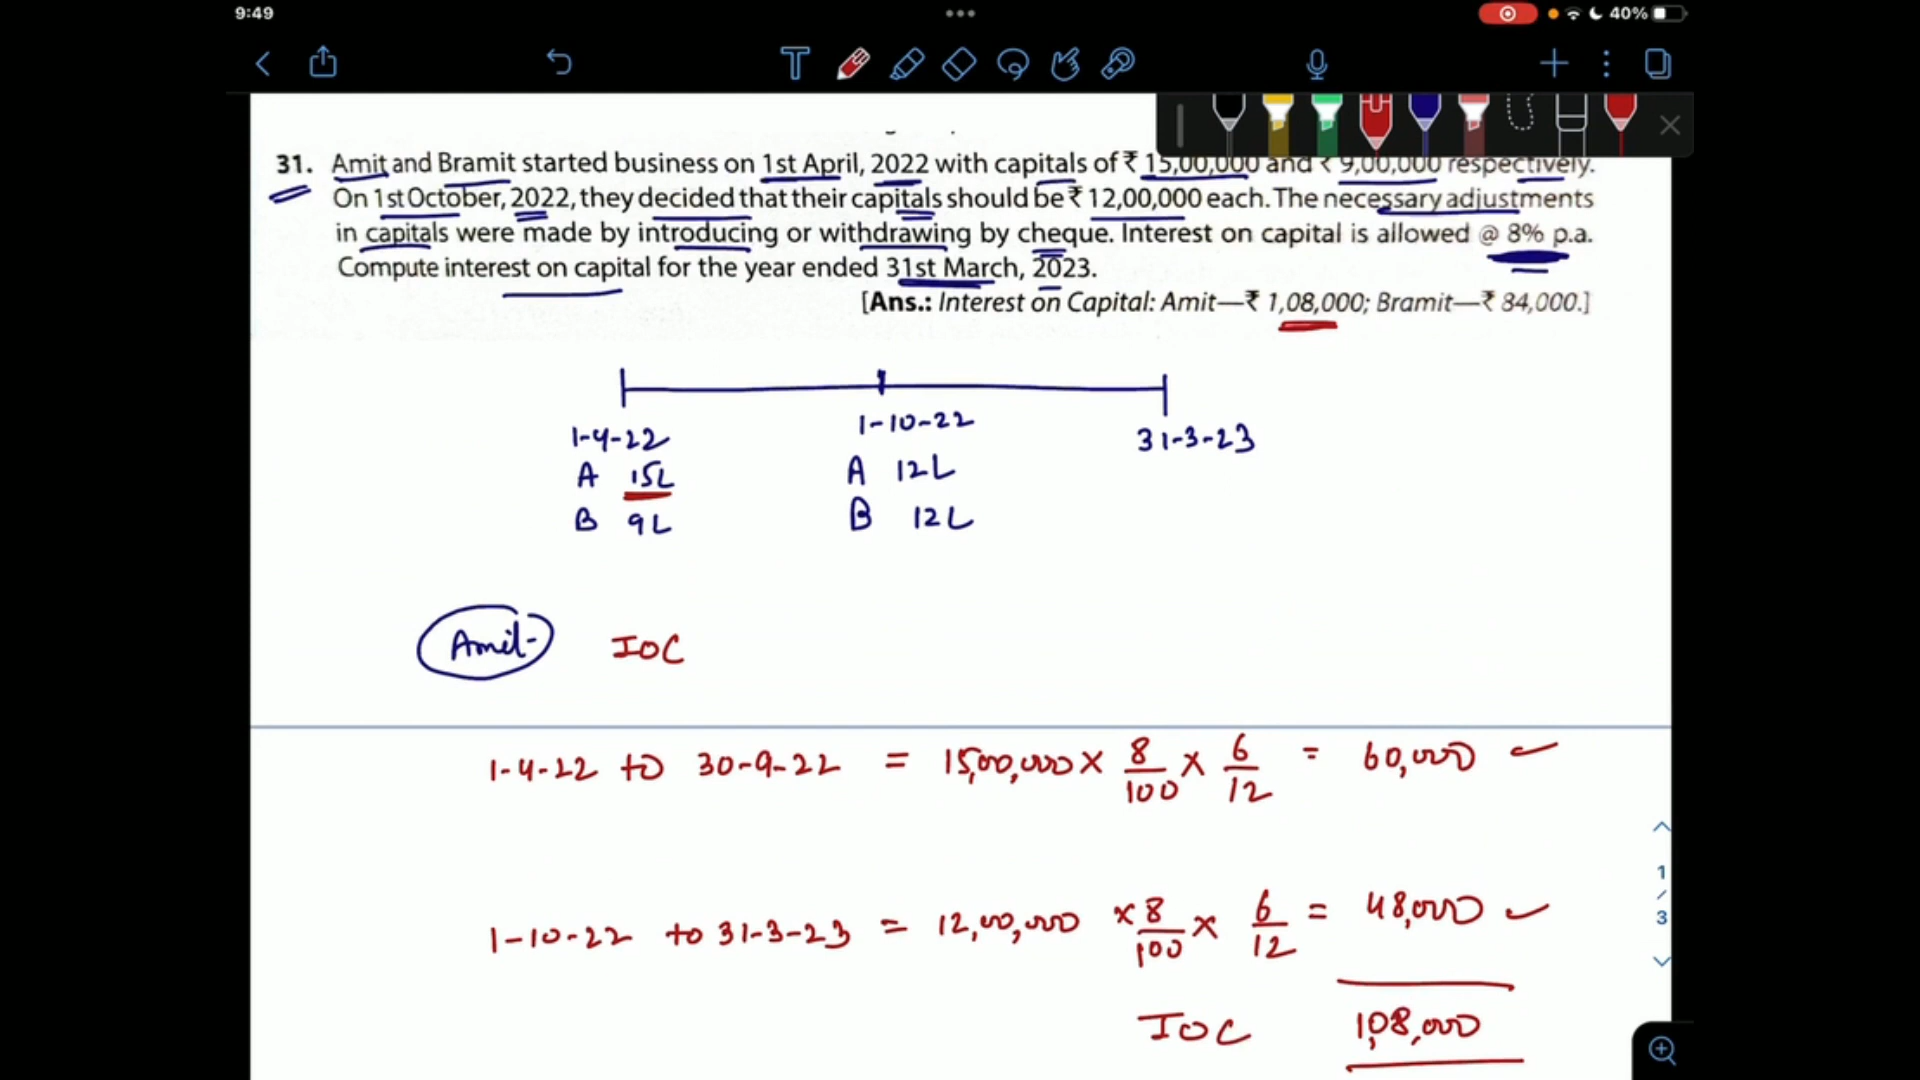 9:49
40%
31. Amit and Bramit started business on 1st April, 2022 with capitals of ₹ 15,00,000 and ₹ 9,00,000 respectively.
On 1st October, 2022, they decided that their capitals should be ₹ 12,00,000 each. The necessary adjustments
in capitals were made by introducing or withdrawing by cheque. Interest on capital is allowed @ 8% p.a.
Compute interest on capital for the year ended 31st March, 2023.
[Ans.: Interest on Capital: Amit—₹ 1,08,000; Bramit—₹ 84,000.]
1-4-22 1-10-22 31-3-23
A 15L A 12L
B 9L B 12L
Amit- IOC
1-4-22 to 30-9-22 = 15,00,000 × 8/100 × 6/12 = 60,000
1-10-22 to 31-3-23 = 12,00,000 × 8/100 × 6/12 = 48,000
IOC 1,08,000
1
/
3